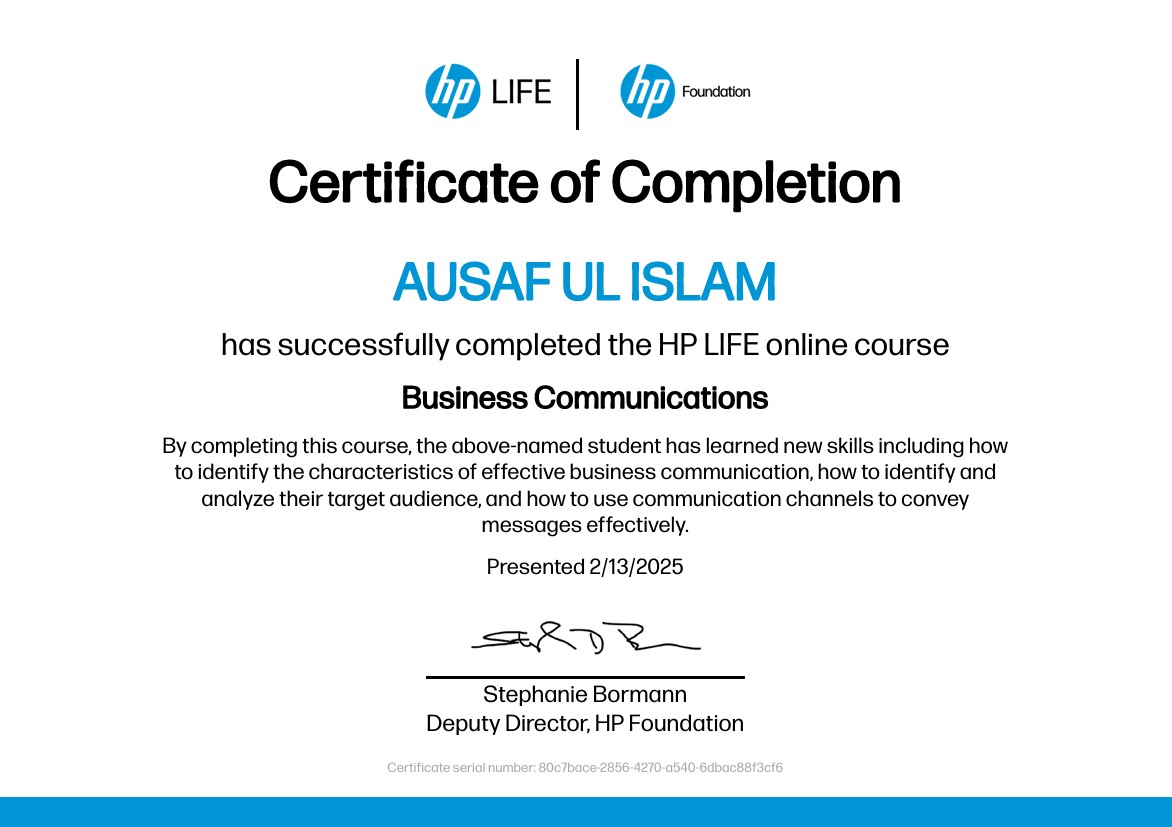 hp LIFE | hp Foundation
Certificate of Completion
AUSAF UL ISLAM
has successfully completed the HP LIFE online course
Business Communications
By completing this course, the above-named student has learned new skills including how
to identify the characteristics of effective business communication, how to identify and
analyze their target audience, and how to use communication channels to convey
messages effectively.
Presented 2/13/2025
Stephanie Bormann
Deputy Director, HP Foundation
Certificate serial number: 80c7bace-2856-4270-a540-6dbac88f3cf6